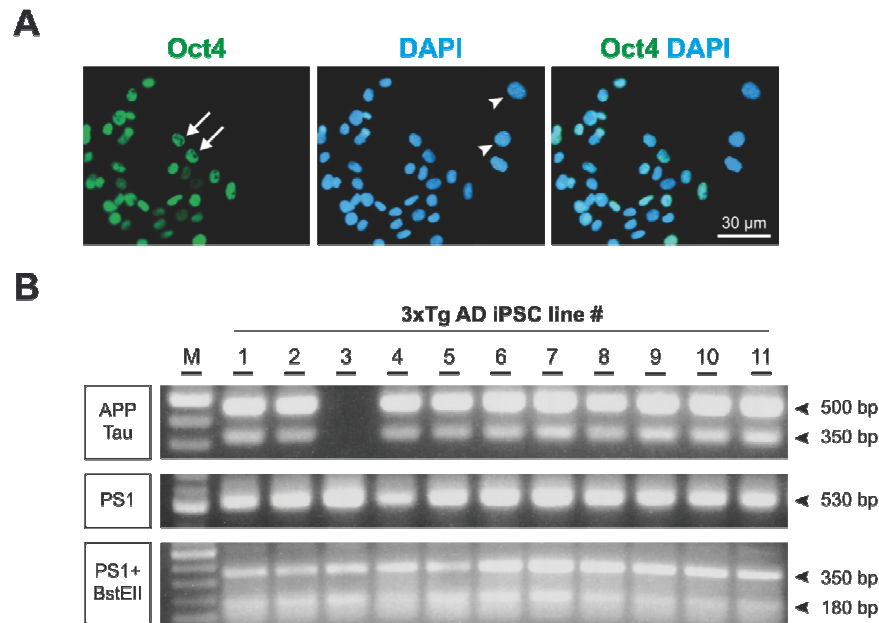 A
Oct4
DAPI
Oct4 DAPI
30 µm
B
3xTg AD iPSC line #
M 1 2 3 4 5 6 7 8 9 10 11
APP
Tau
500 bp
350 bp
PS1
530 bp
PS1+
BstEII
350 bp
180 bp